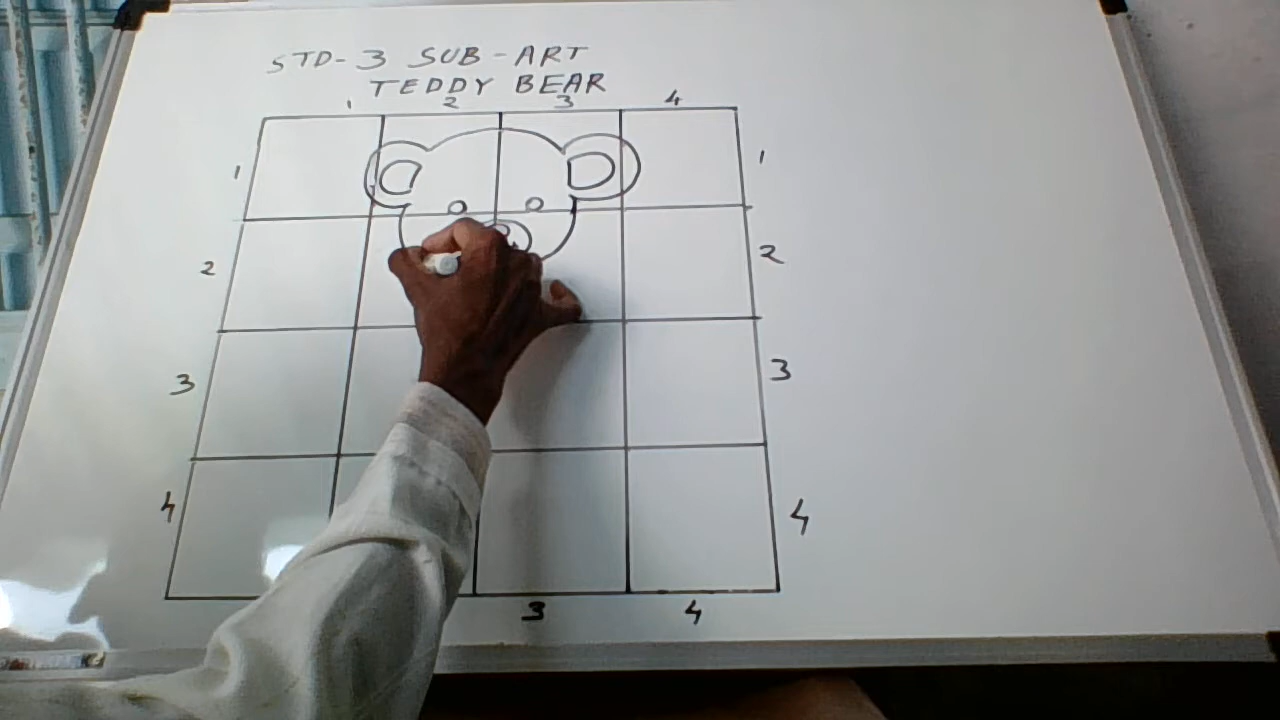 STD-3 SUB-ART
TEDDY BEAR
1 2 3 4
1 1
2 2
3 3
4 4
3 4